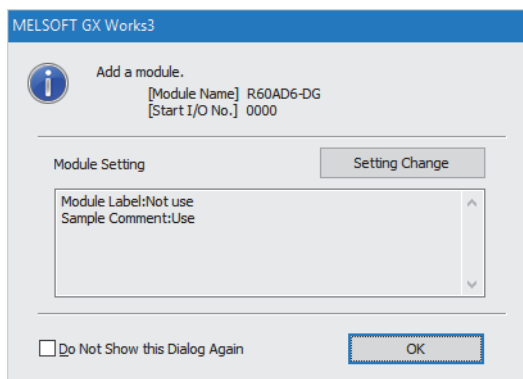 MELSOFT GX Works3
Add a module.
[Module Name] R60AD6-DG
[Start I/O No.] 0000
Module Setting
Setting Change
Module Label:Not use
Sample Comment:Use
Do Not Show this Dialog Again
OK